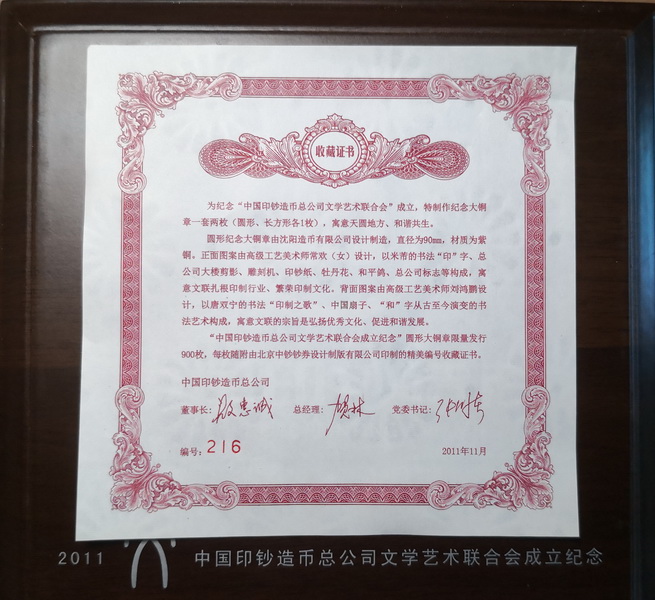 收藏证书
为纪念“中国印钞造币总公司文学艺术联合会”成立，特制作纪念大铜
章一套两枚（圆形、长方形各1枚），寓意天圆地方、和谐共生。
圆形纪念大铜章由沈阳造币有限公司设计制造，直径为90mm，材质为紫
铜。正面图案由高级工艺美术师常欢（女）设计，以米芾的书法“印”字、总
公司大楼剪影、雕刻机、印钞纸、牡丹花、和平鸽、总公司标志等构成，寓
意文联扎根印制行业、繁荣印制文化。背面图案由高级工艺美术师刘鸿鹏设
计，以唐双宁的书法“印制之歌”、中国扇子、“和”字从古至今演变的书
法艺术构成，寓意文联的宗旨是弘扬优秀文化、促进和谐发展。
“中国印钞造币总公司文学艺术联合会成立纪念”圆形大铜章限量发行
900枚，每枚随附由北京中钞钞券设计制版有限公司印制的精美编号收藏证书。
中国印钞造币总公司
董事长： 总经理： 党委书记：
编号：216 2011年11月
2011 中国印钞造币总公司文学艺术联合会成立纪念